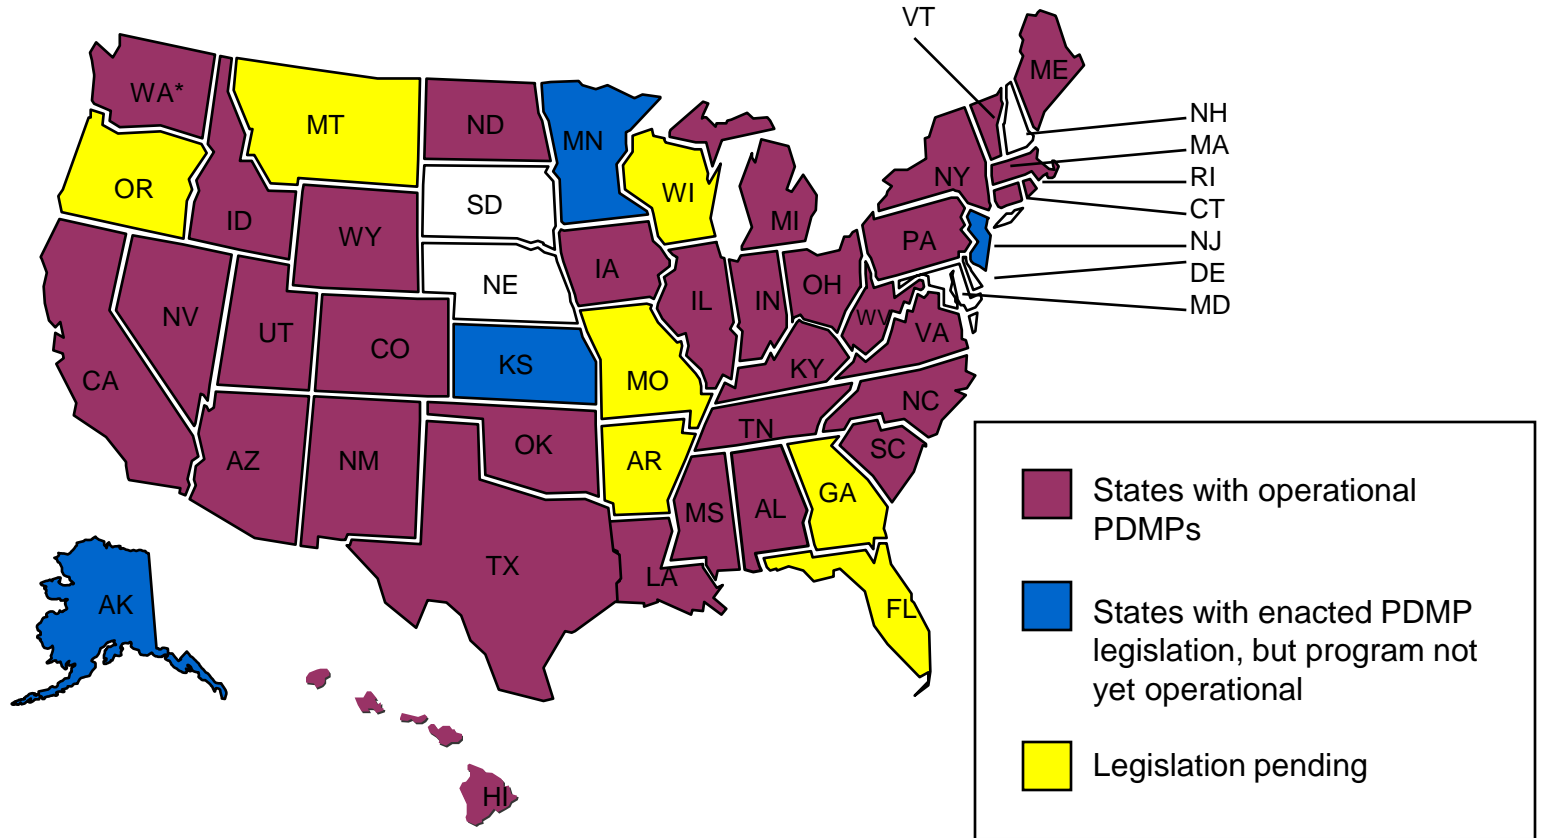 VT
ME
WA*
MT
ND
MN
NH
MA
OR
WI
NY
RI
SD
ID
MI
CT
WY
PA
NJ
IA
DE
NE
OH
IL
IN
MD
NV
WV
UT
VA
CO
KS
KY
CA
MO
NC
TN
OK
SC
AZ
NM
AR
GA
MS
AL
TX
LA
AK
FL
HI
States with operational
PDMPs
States with enacted PDMP
legislation, but program not
yet operational
Legislation pending